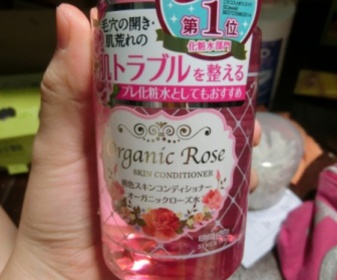 1
第 位
化粧水部門
毛穴の開き・
肌荒れの
肌トラブルを整える
プレ化粧水としてもおすすめ
Organic Rose
SKIN CONDITIONER
潤色スキンコンディショナー
オーガニックローズ水